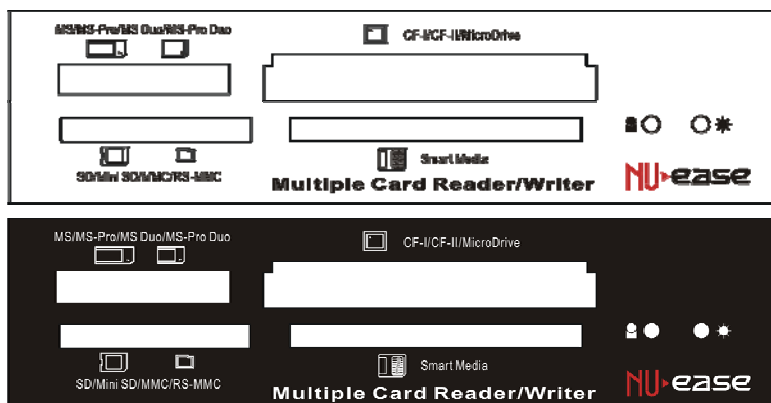 MS/MS-Pro/MS Duo/MS-Pro Duo
CF-I/CF-II/MicroDrive
SD/Mini SD/MMC/RS-MMC
Smart Media
Multiple Card Reader/Writer
NU ease
MS/MS-Pro/MS Duo/MS-Pro Duo
CF-I/CF-II/MicroDrive
SD/Mini SD/MMC/RS-MMC
Smart Media
Multiple Card Reader/Writer
NU ease